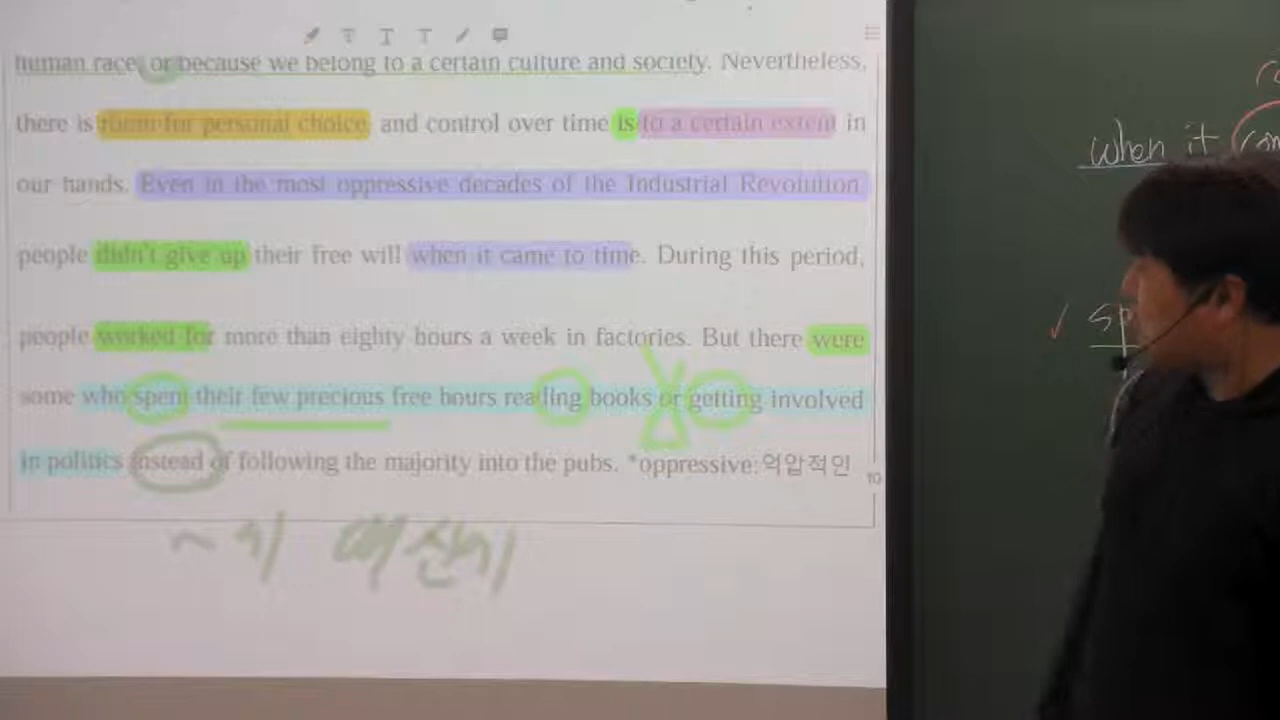 human race, or because we belong to a certain culture and society. Nevertheless,
there is room for personal choice, and control over time is to a certain extent in
our hands. Even in the most oppressive decades of the Industrial Revolution
people didn't give up their free will when it came to time. During this period,
people worked for more than eighty hours a week in factories. But there were
some who spent their few precious free hours reading books or getting involved
in politics instead of following the majority into the pubs. *oppressive:억압적인
10
~기 대신에
when it
✓ sp